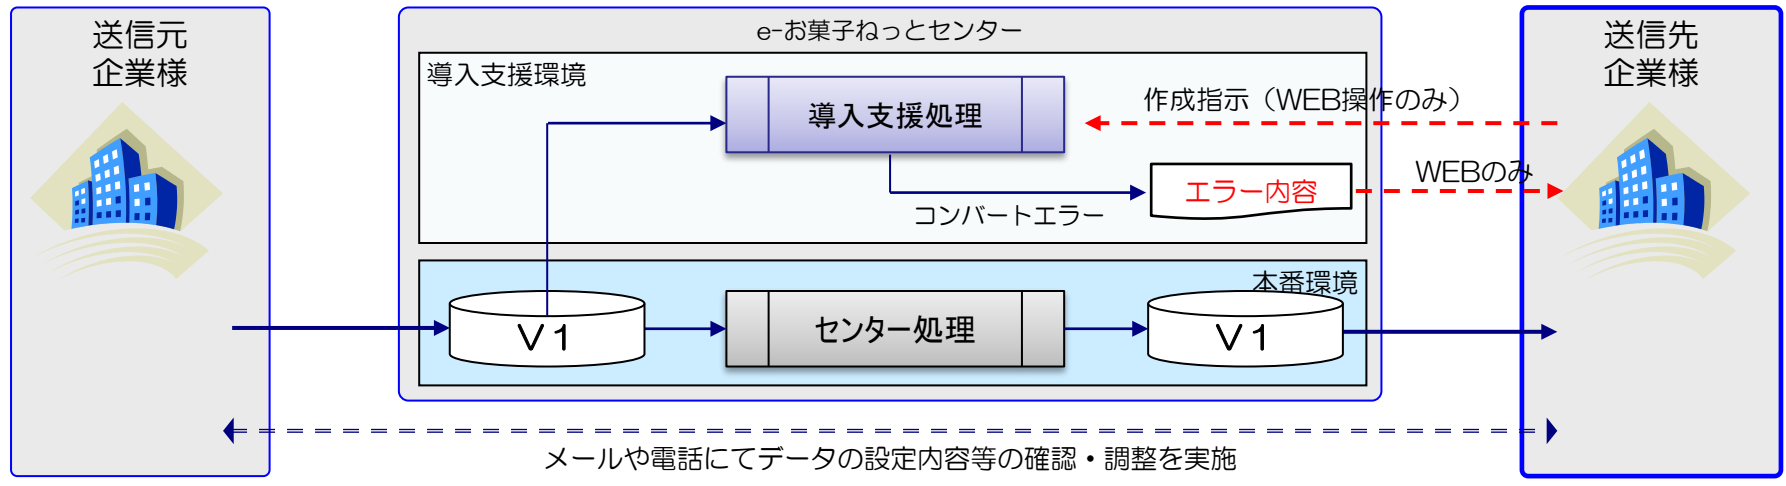 送信元
企業様
e-お菓子ねっとセンター
導入支援環境
導入支援処理
作成指示（WEB操作のみ）
エラー内容
WEBのみ
コンバートエラー
本番環境
V1
センター処理
V1
送信先
企業様
メールや電話にてデータの設定内容等の確認・調整を実施